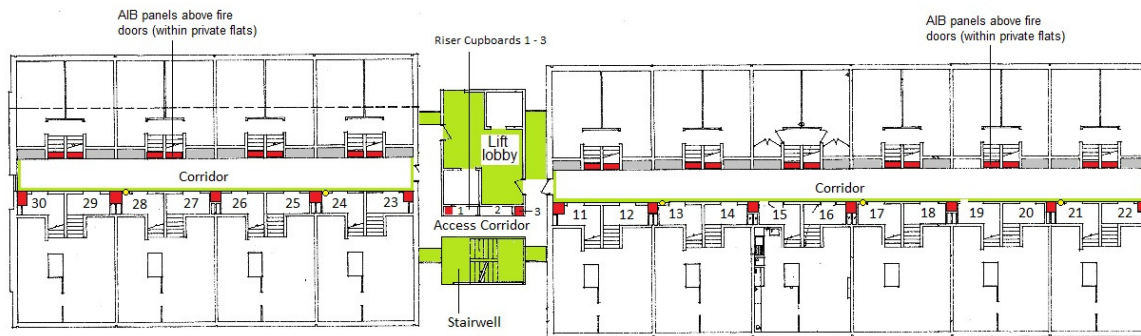 AIB panels above fire
doors (within private flats)
AIB panels above fire
doors (within private flats)
Riser Cupboards 1 - 3
Lift
lobby
Corridor
Corridor
30 29 28 27 26 25 24 23
1 2 3
11 12 13 14 15 16 17 18 19 20 21 22
Access Corridor
Stairwell